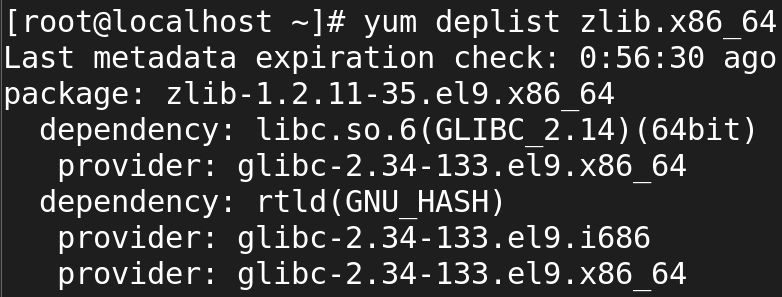 [root@localhost ~]# yum deplist zlib.x86_64
Last metadata expiration check: 0:56:30 ago
package: zlib-1.2.11-35.el9.x86_64
  dependency: libc.so.6(GLIBC_2.14)(64bit)
   provider: glibc-2.34-133.el9.x86_64
  dependency: rtld(GNU_HASH)
   provider: glibc-2.34-133.el9.i686
   provider: glibc-2.34-133.el9.x86_64